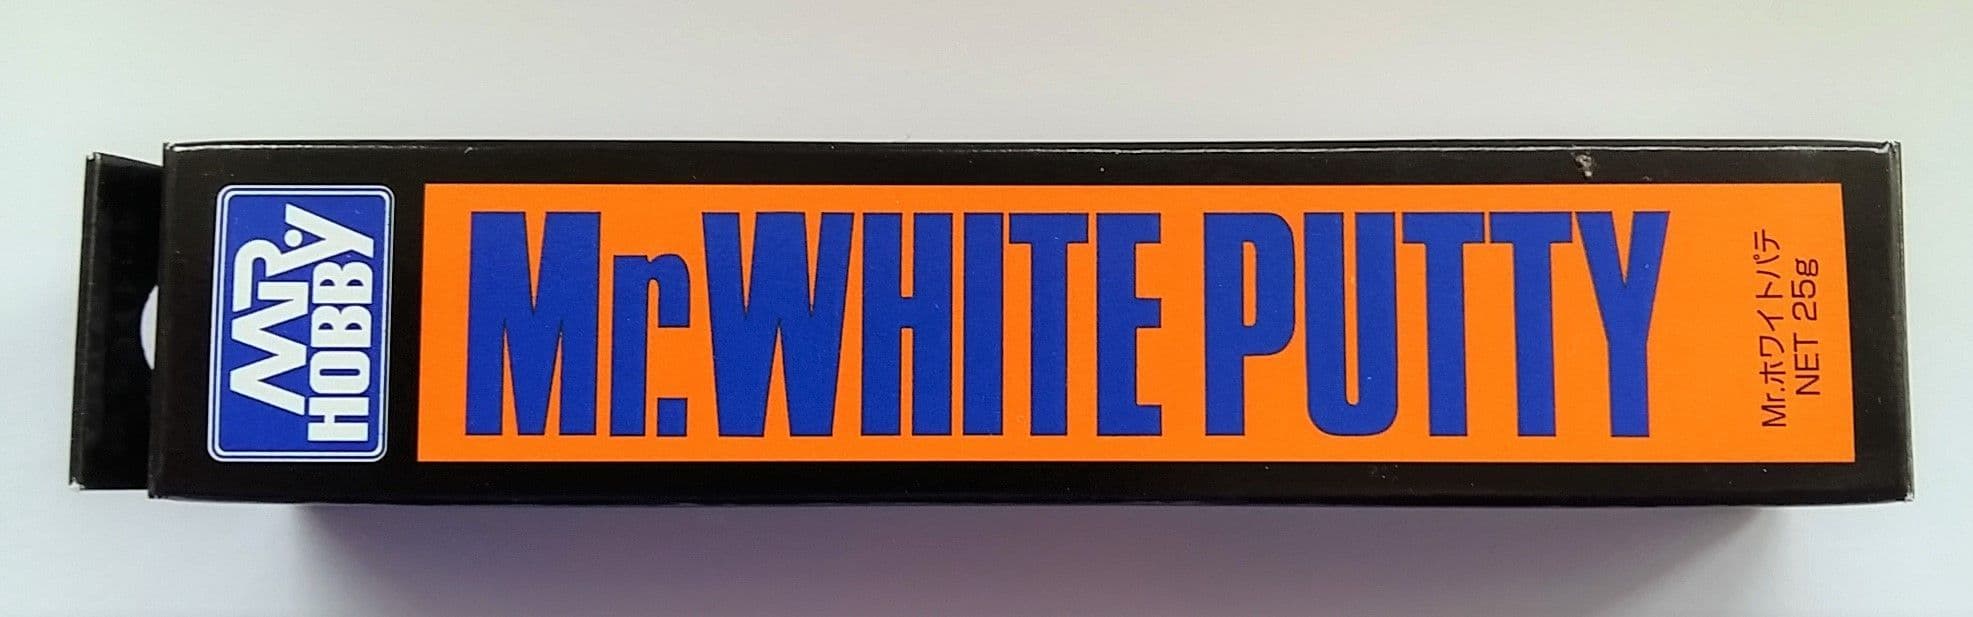 MR.
HOBBY
Mr.WHITE PUTTY
Mr.ホワイトパテ
NET 25g